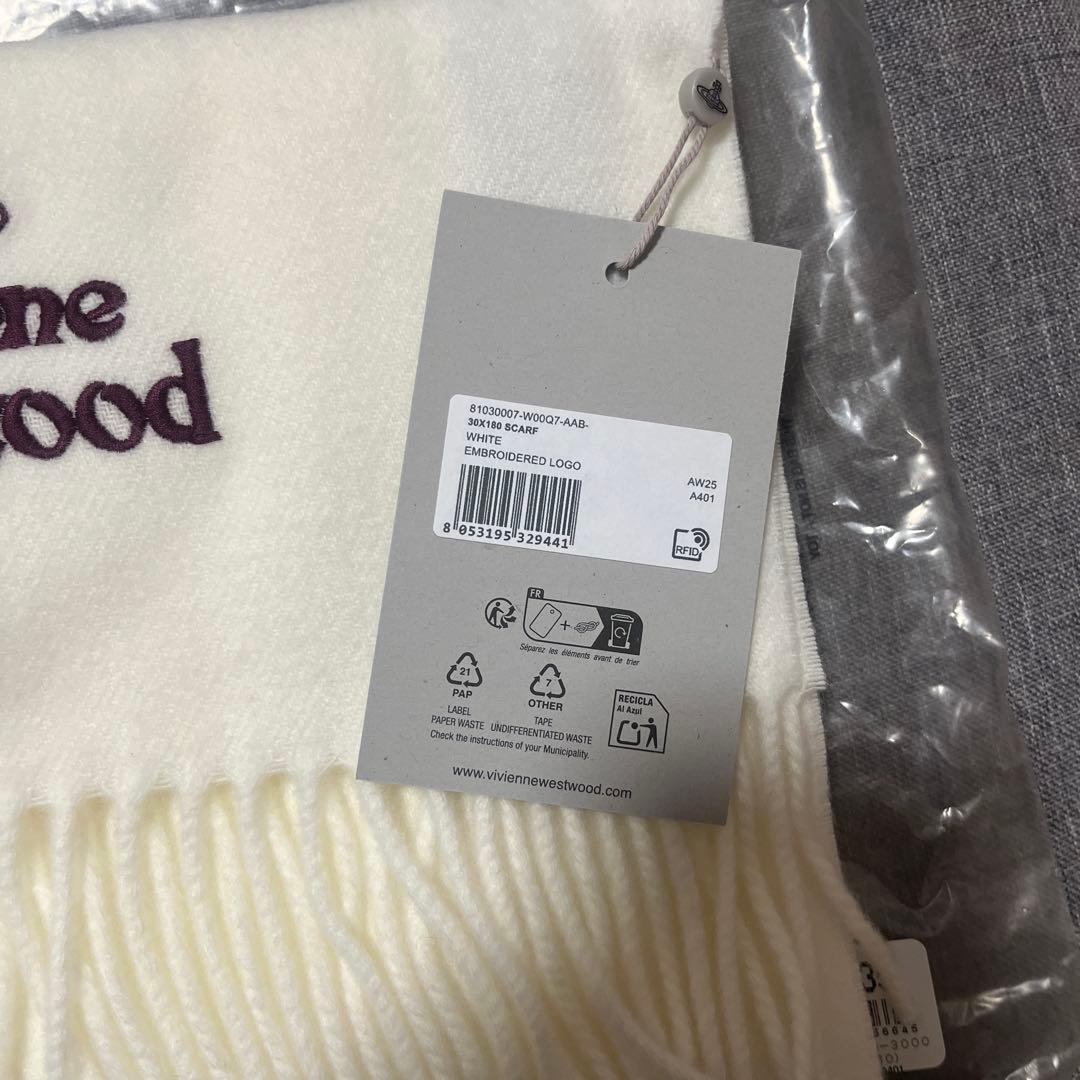 ne
ood
81030007-W00Q7-AAB-
30X180 SCARF
WHITE
EMBROIDERED LOGO
AW25
A401
8 053195 329441
RFID
FR
Séparez les éléments avant de trier
21
PAP
LABEL
PAPER WASTE
7
OTHER
TAPE
UNDIFFERENTIATED WASTE
Check the instructions of your Municipality.
RECICLA
Al Azul
www.viviennewestwood.com
3
-3000